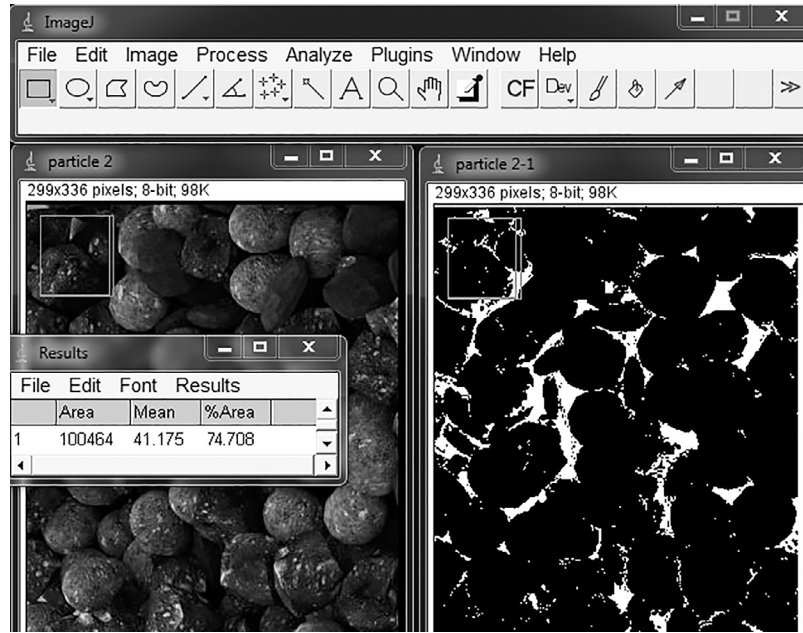 ImageJ
File Edit Image Process Analyze Plugins Window Help
A CF Dev >>
particle 2
299x336 pixels; 8-bit; 98K
particle 2-1
299x336 pixels; 8-bit; 98K
Results
File Edit Font Results
Area Mean %Area
1 100464 41.175 74.708